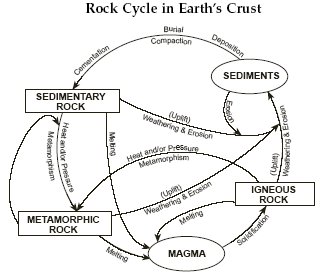 Rock Cycle in Earth's Crust
Burial
Compaction
Deposition
Cementation
SEDIMENTS
SEDIMENTARY
ROCK
Erosion
(Uplift)
Weathering & Erosion
Heat and/or Pressure
Metamorphism
Melting
Heat and/or Pressure
Metamorphism
(Uplift)
Weathering & Erosion
(Uplift)
Weathering & Erosion
IGNEOUS
ROCK
METAMORPHIC
ROCK
Melting
Melting
MAGMA
Solidification